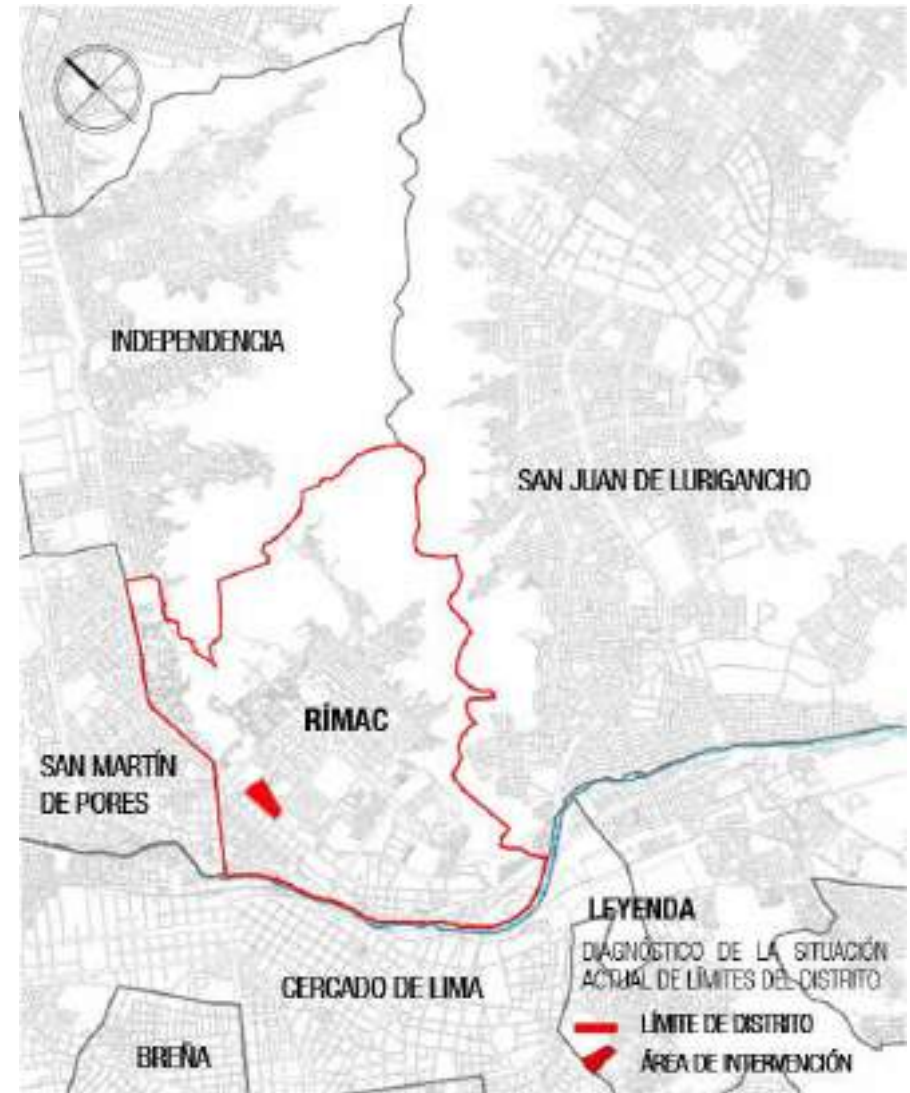 INDEPENDENCIA
SAN JUAN DE LURIGANCHO
RÍMAC
SAN MARTÍN
DE PORES
CERCADO DE LIMA
BREÑA
LEYENDA
DIAGNÓSTICO DE LA SITUACIÓN
ACTUAL DE LÍMITES DEL DISTRITO
LÍMITE DE DISTRITO
ÁREA DE INTERVENCIÓN